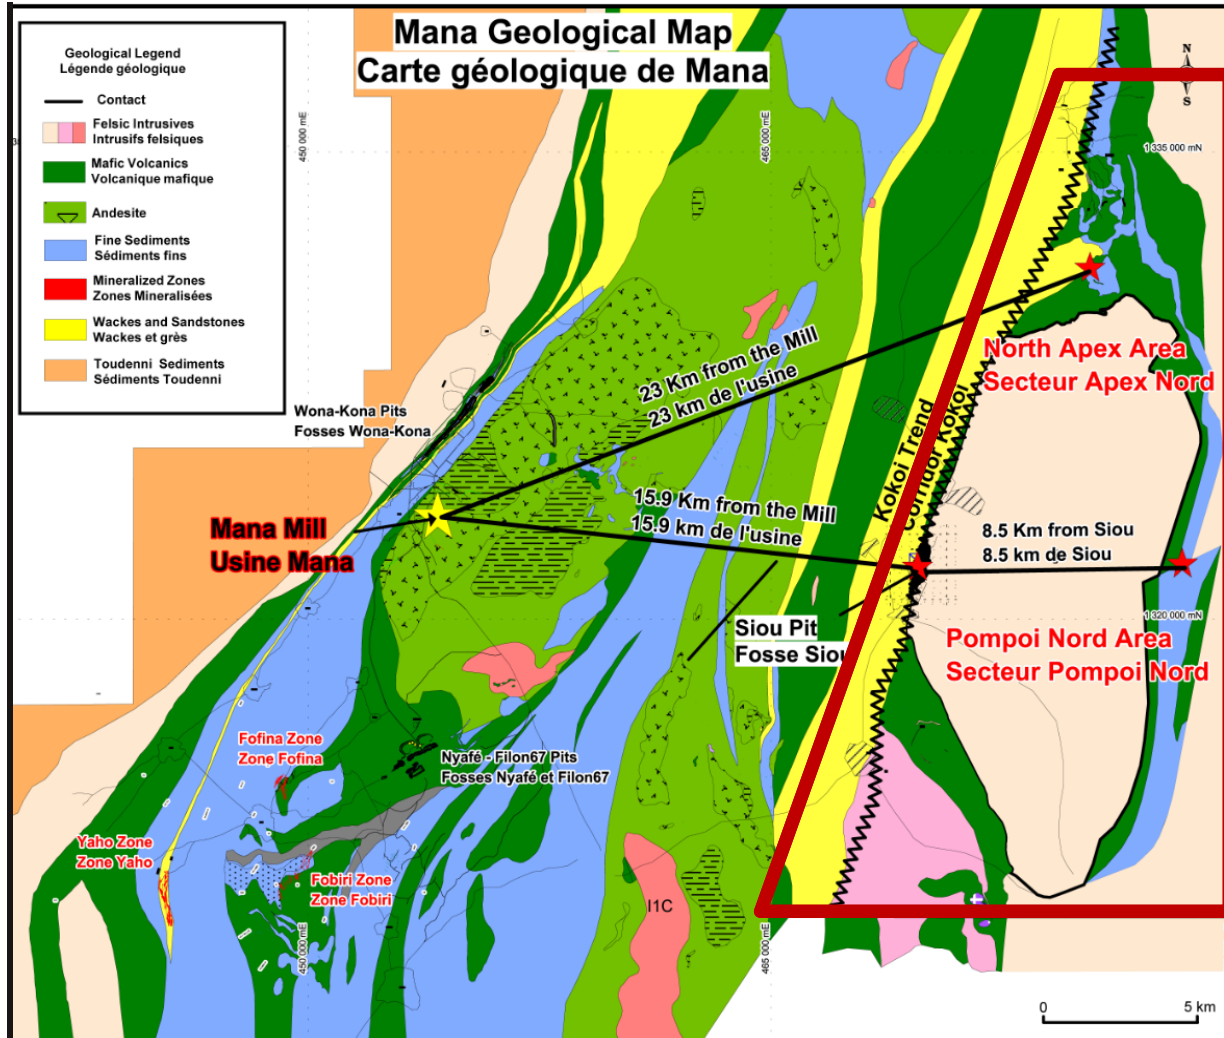 Mana Geological Map
Carte géologique de Mana
Geological Legend
Légende géologique
Contact
Felsic Intrusives
Intrusifs felsiques
Mafic Volcanics
Volcanique mafique
Andesite
Fine Sediments
Sédiments fins
Mineralized Zones
Zones Mineralisées
Wackes and Sandstones
Wackes et grès
Toudenni Sediments
Sédiments Toudenni
450 000 mE
465 000 mE
N
S
1 335 000 mN
Wona-Kona Pits
Fosses Wona-Kona
23 Km from the Mill
23 km de l'usine
North Apex Area
Secteur Apex Nord
Kokoi Trend
Corridor Kokoi
Mana Mill
Usine Mana
15.9 Km from the Mill
15.9 km de l'usine
8.5 Km from Siou
8.5 km de Siou
1 320 000 mN
Siou Pit
Fosse Siou
Pompoi Nord Area
Secteur Pompoi Nord
Fofina Zone
Zone Fofina
Nyafé - Filon67 Pits
Fosses Nyafé et Filon67
Yaho Zone
Zone Yaho
Fobiri Zone
Zone Fobiri
I1C
450 000 mE
465 000 mE
0 5 km